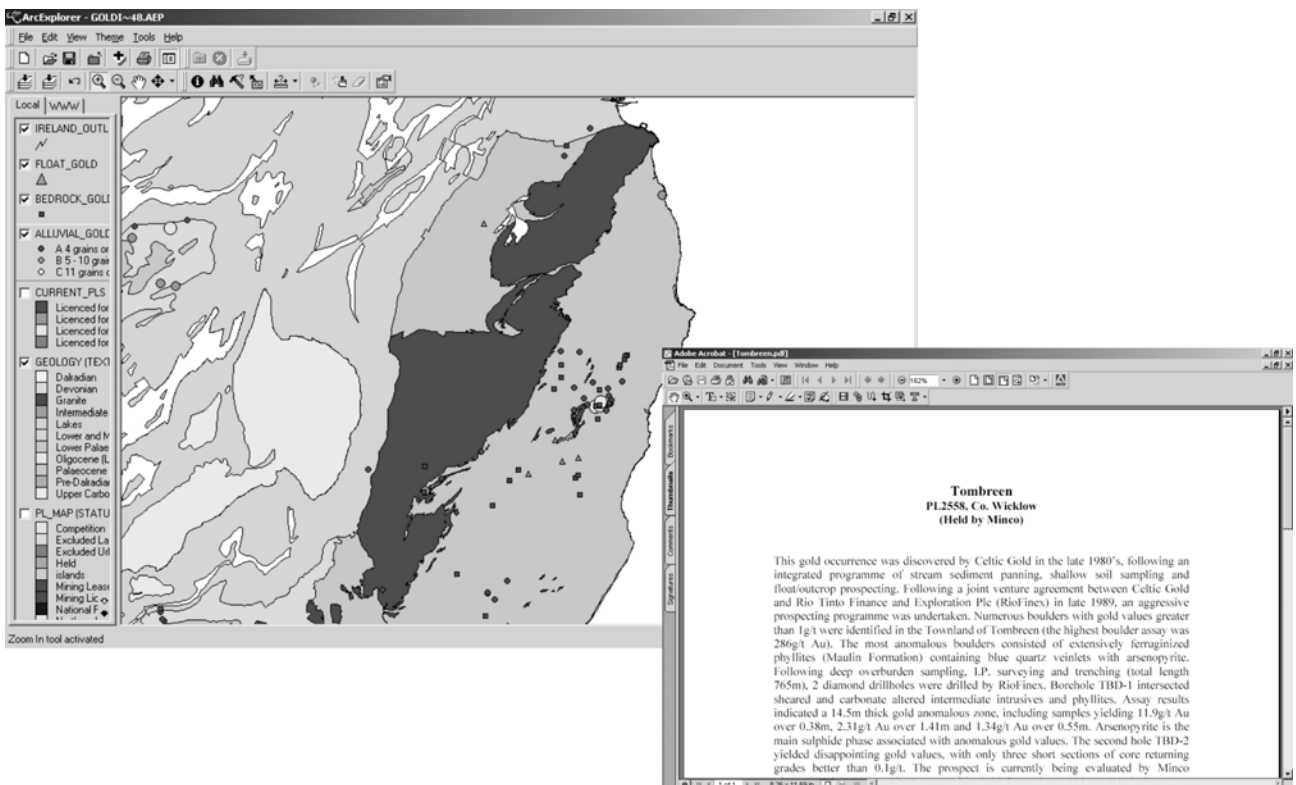 ArcExplorer - GOLDI~48.AEP
File Edit View Theme Tools Help
Local WWW
IRELAND_OUTL
FLOAT_GOLD
BEDROCK_GOLD
ALLUVIAL_GOLD
A 4 grains or
B 5 - 10 grain
C 11 grains o
CURRENT_PLS
Licenced for
Licenced for
Licenced for
Licenced for
GEOLOGY (TEXT
Dalradian
Devonian
Granite
Intermediate
Lakes
Lower and M
Lower Palae
Oligocene (L
Palaeocene
Pre-Dalradian
Upper Carbo
PL_MAP (STATU
Competition
Excluded La
Excluded Url
Held
islands
Mining Lease
Mining Lic
National F
Zoom In tool activated
Adobe Acrobat - [Tombreen.pdf]
File Edit Document Tools View Window Help
182%
Bookmarks
Thumbnails
Comments
Signatures
Tombreen
PL2558, Co. Wicklow
(Held by Minco)
This gold occurrence was discovered by Celtic Gold in the late 1980's, following an
integrated programme of stream sediment panning, shallow soil sampling and
float/outcrop prospecting. Following a joint venture agreement between Celtic Gold
and Rio Tinto Finance and Exploration Plc (RioFinex) in late 1989, an aggressive
prospecting programme was undertaken. Numerous boulders with gold values greater
than 1g/t were identified in the Townland of Tombreen (the highest boulder assay was
286g/t Au). The most anomalous boulders consisted of extensively ferruginized
phyllites (Maulin Formation) containing blue quartz veinlets with arsenopyrite.
Following deep overburden sampling, I.P. surveying and trenching (total length
765m), 2 diamond drillholes were drilled by RioFinex. Borehole TBD-1 intersected
sheared and carbonate altered intermediate intrusives and phyllites. Assay results
indicated a 14.5m thick gold anomalous zone, including samples yielding 11.9g/t Au
over 0.38m, 2.31g/t Au over 1.41m and 1.34g/t Au over 0.55m. Arsenopyrite is the
main sulphide phase associated with anomalous gold values. The second hole TBD-2
yielded disappointing gold values, with only three short sections of core returning
grades better than 0.1g/t. The prospect is currently being evaluated by Minco